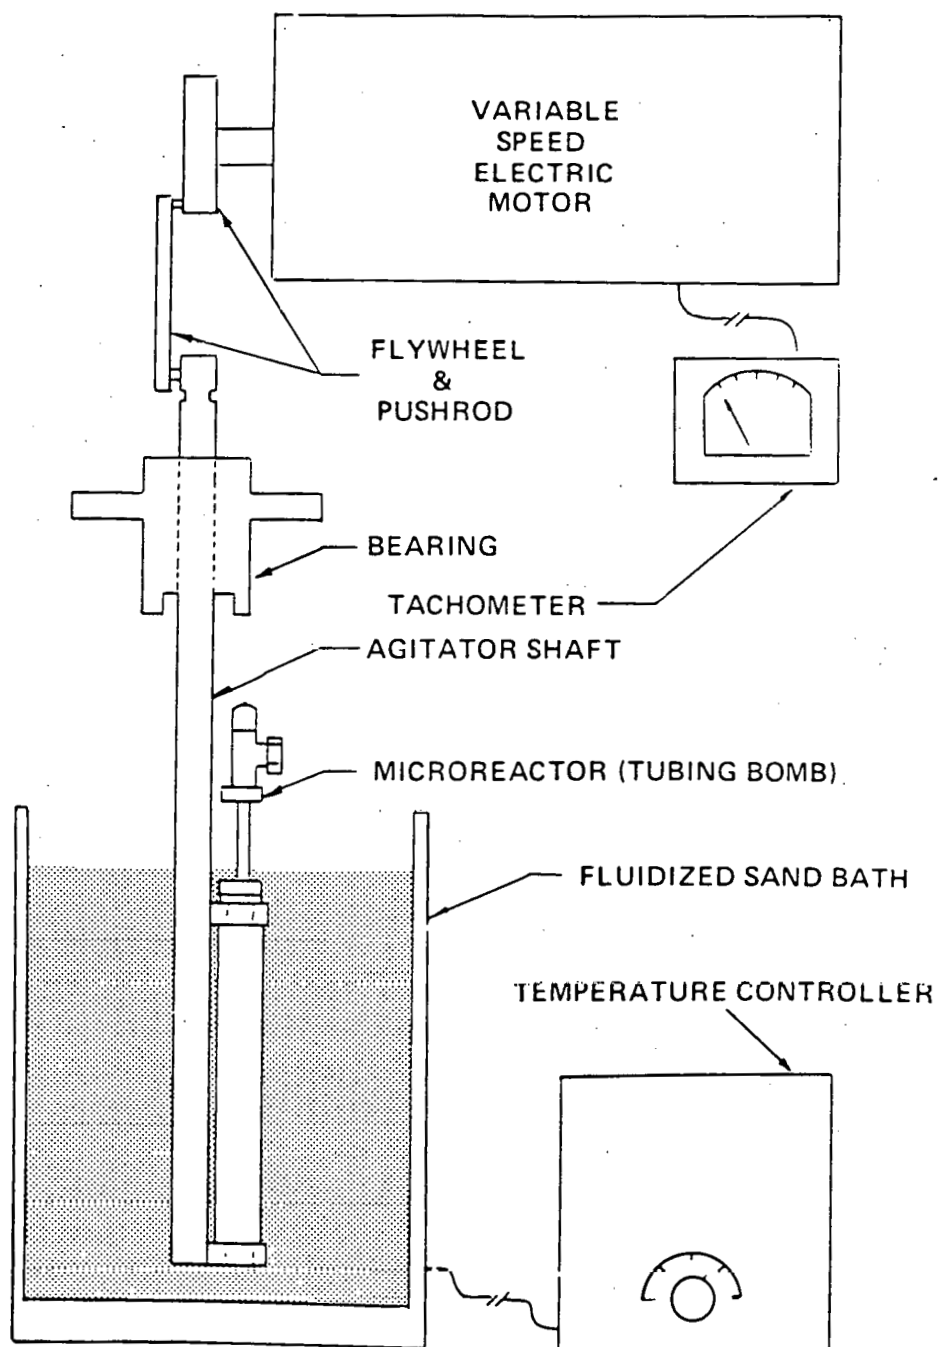 VARIABLE
SPEED
ELECTRIC
MOTOR
FLYWHEEL
&
PUSHROD
BEARING
TACHOMETER
AGITATOR SHAFT
MICROREACTOR (TUBING BOMB)
FLUIDIZED SAND BATH
TEMPERATURE CONTROLLER